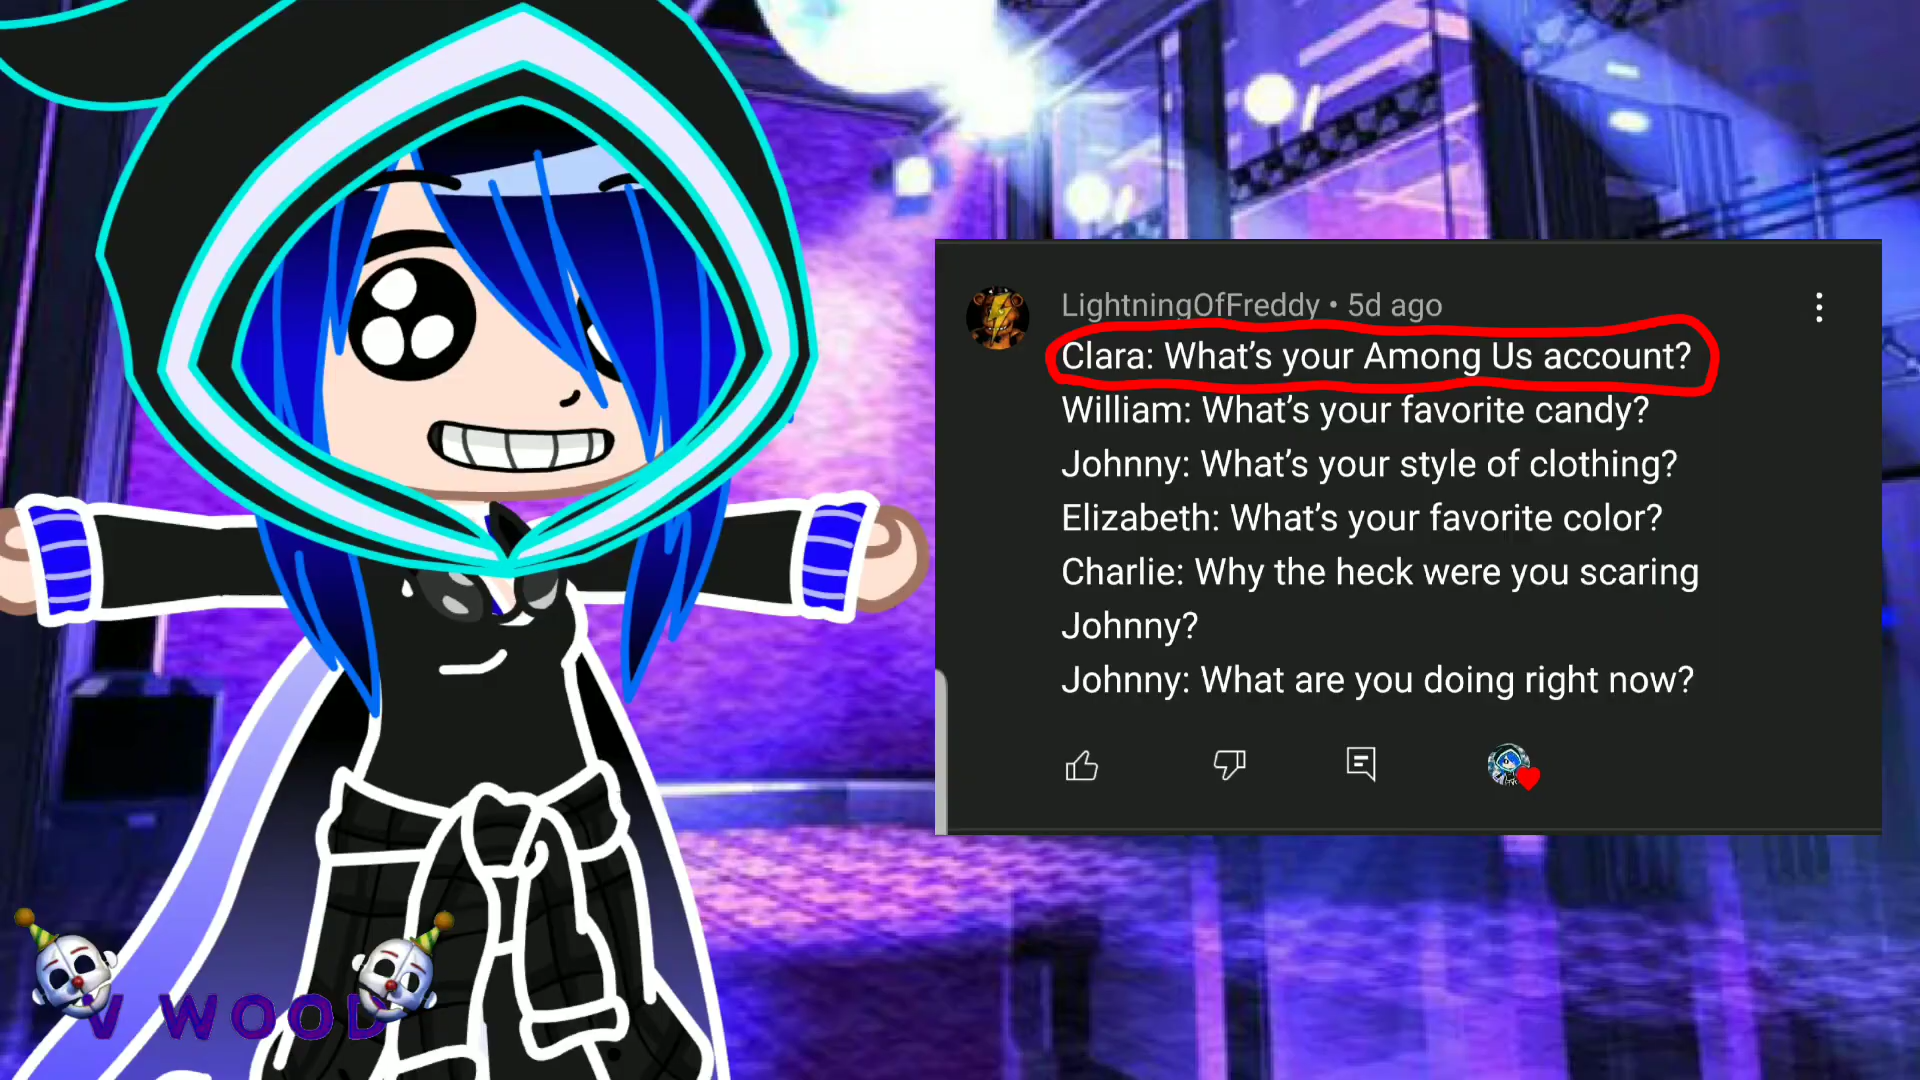 LightningOfFreddy • 5d ago
Clara: What's your Among Us account?
William: What's your favorite candy?
Johnny: What's your style of clothing?
Elizabeth: What's your favorite color?
Charlie: Why the heck were you scaring
Johnny?
Johnny: What are you doing right now?
V WOOD